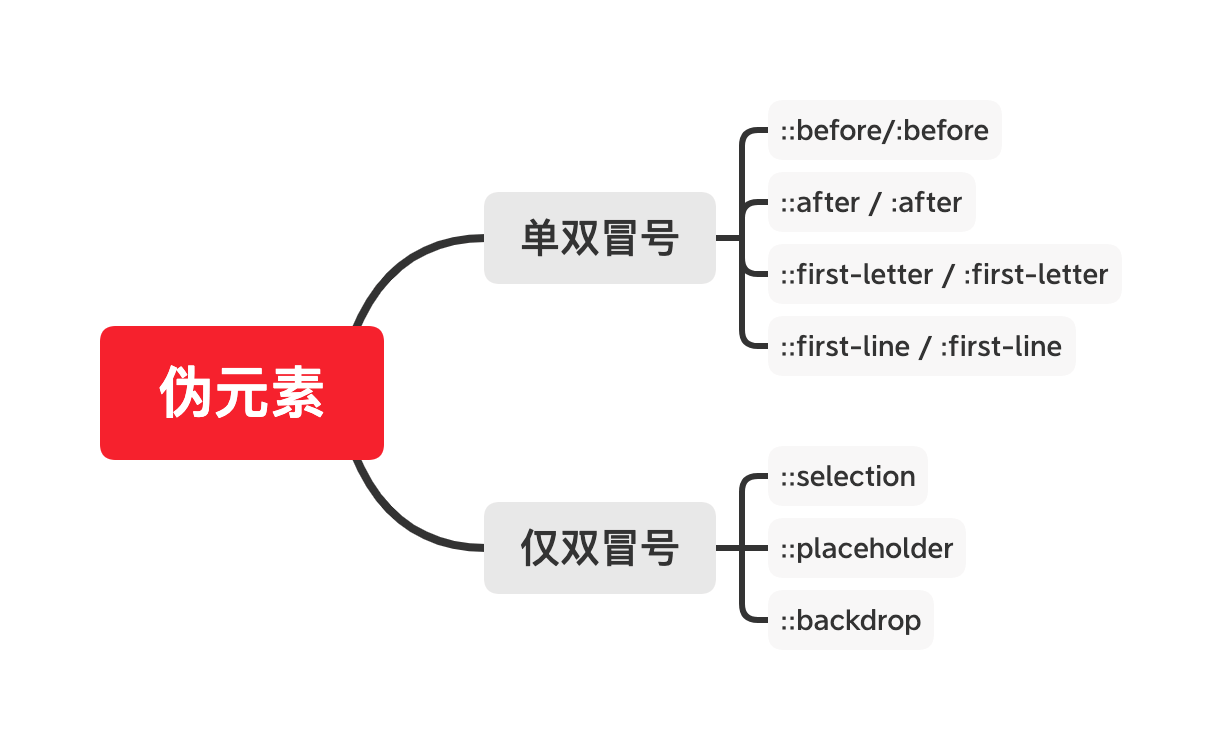 伪元素
单双冒号
::before/:before
::after / :after
::first-letter / :first-letter
::first-line / :first-line
仅双冒号
::selection
::placeholder
::backdrop